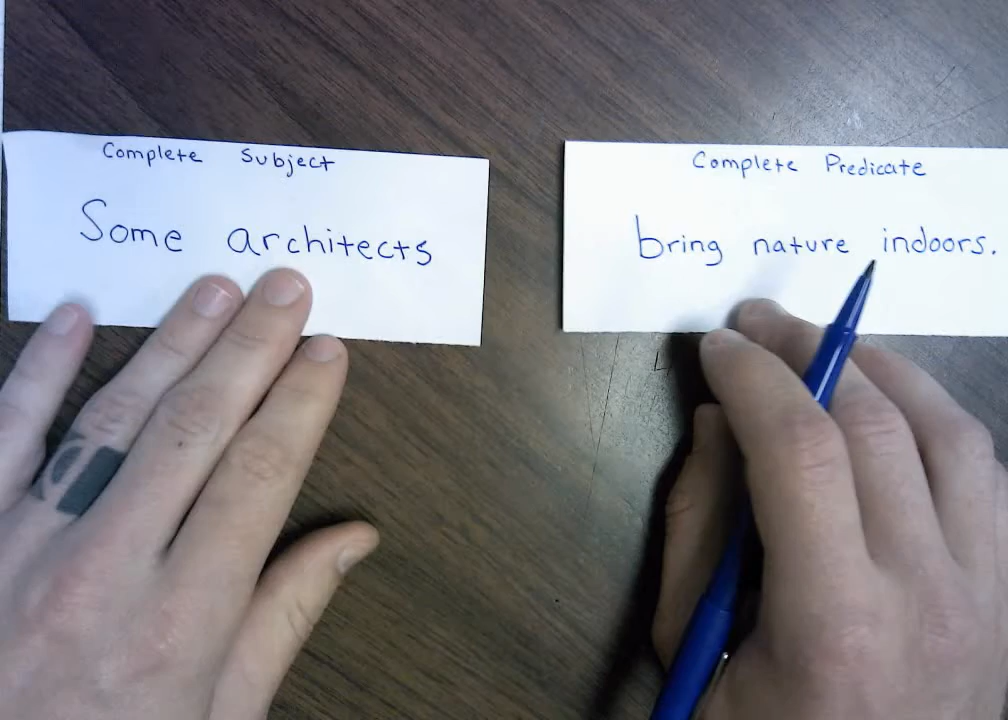 Complete Subject
Some architects
Complete Predicate
bring nature indoors.